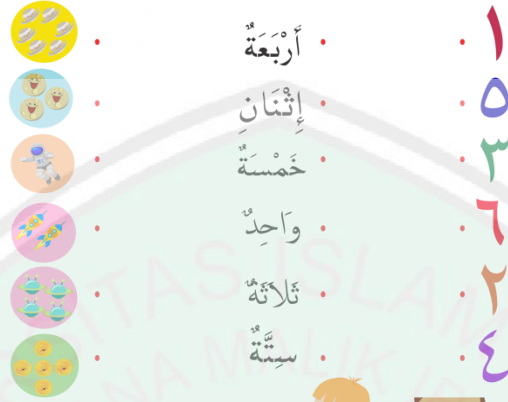 ١ أَرْبَعَةٌ
٥ إِثْنَانِ
٣ خَمْسَةٌ
٦ وَاحِدٌ
٢ ثَلَاثَةٌ
٤ سِتَّةٌ